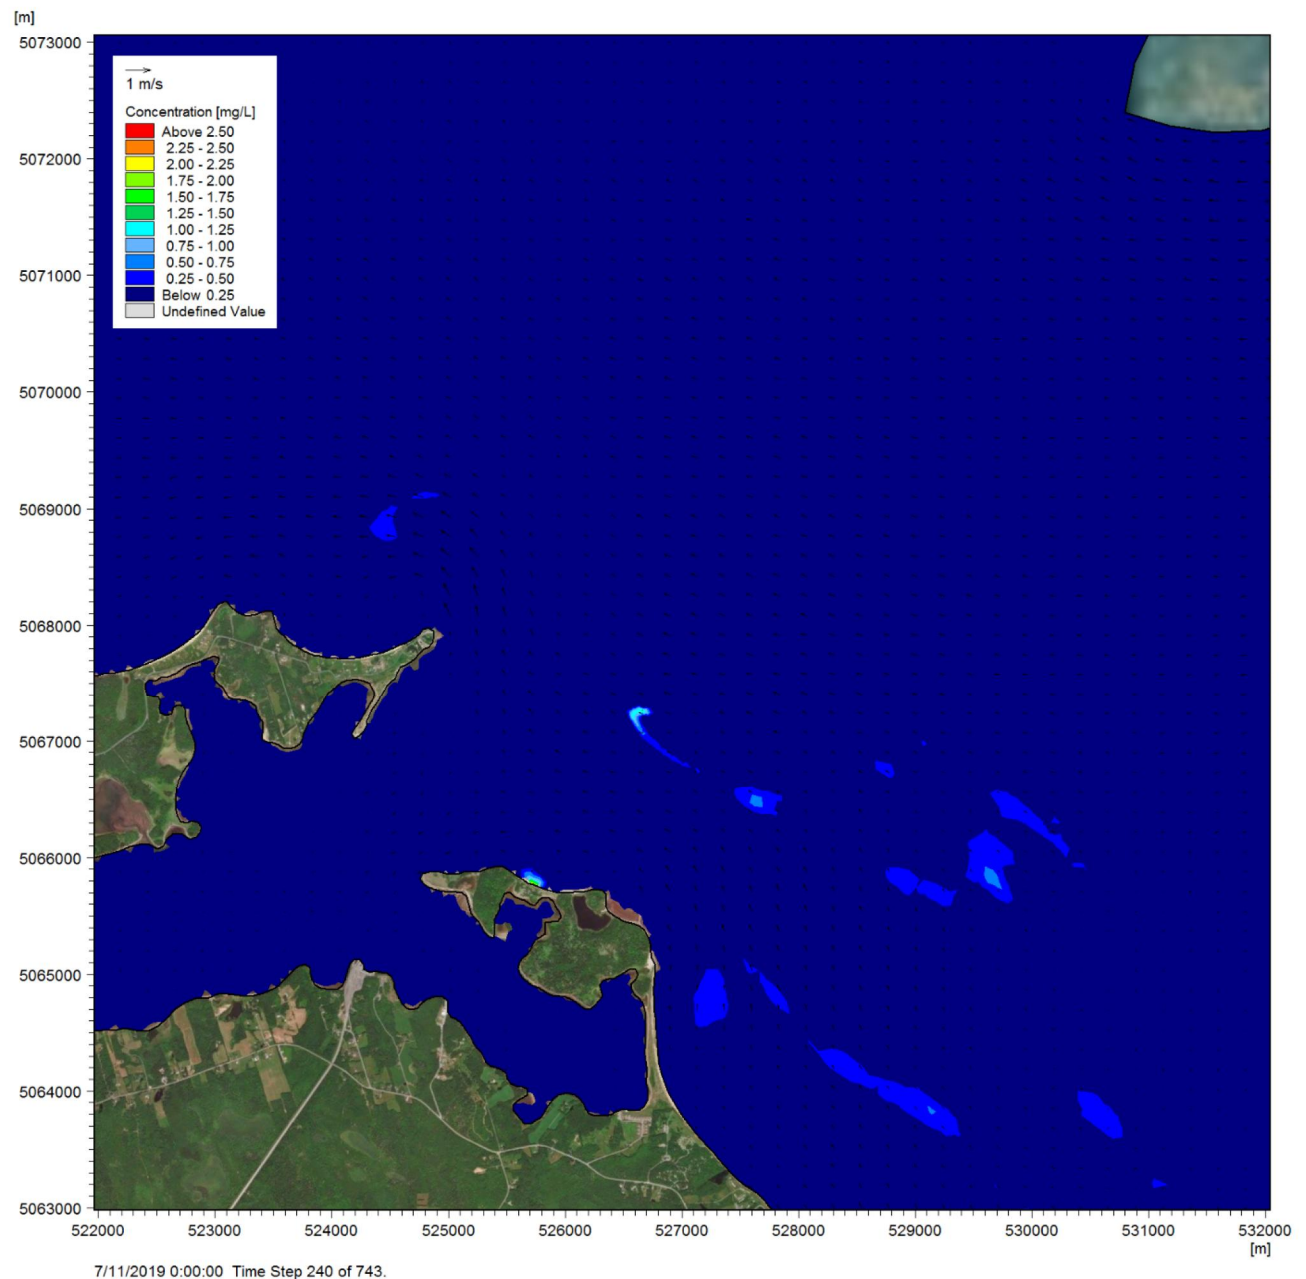 [m]
5073000
5072000
5071000
5070000
5069000
5068000
5067000
5066000
5065000
5064000
5063000
1 m/s
Concentration [mg/L]
Above 2.50
2.25 - 2.50
2.00 - 2.25
1.75 - 2.00
1.50 - 1.75
1.25 - 1.50
1.00 - 1.25
0.75 - 1.00
0.50 - 0.75
0.25 - 0.50
Below 0.25
Undefined Value
522000 523000 524000 525000 526000 527000 528000 529000 530000 531000 532000
[m]
7/11/2019 0:00:00 Time Step 240 of 743.